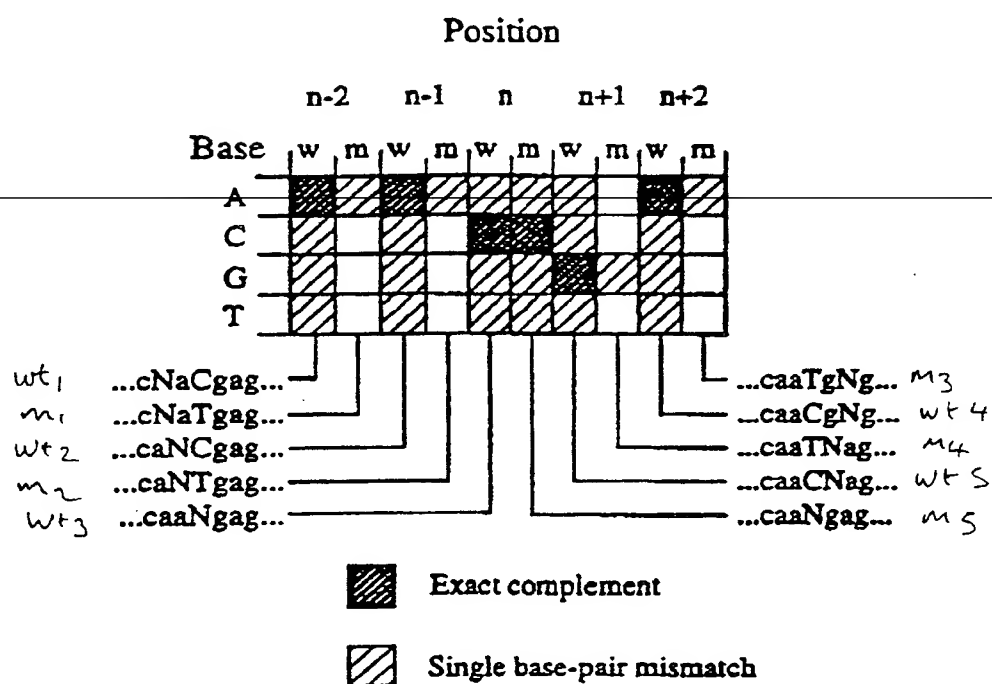 Position
n-2 n-1 n n+1 n+2
Base w m w m w m w m w m
A
C
G
T
wt1 ...cNaCgag...
m1 ...cNaTgag...
wt2 ...caNCgag...
m2 ...caNTgag...
wt3 ...caaNgag...
...caaTgNg... m3
...caaCgNg... wt4
...caaTNag... m4
...caaCNag... wt5
...caaNgag... m5
Exact complement
Single base-pair mismatch